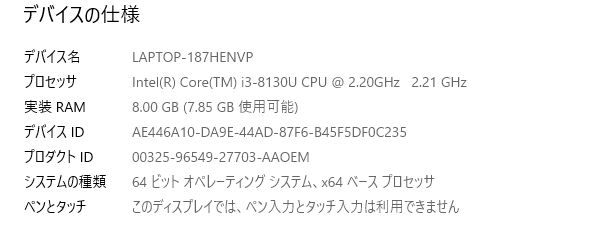 デバイスの仕様
デバイス名 LAPTOP-187HENVP
プロセッサ Intel(R) Core(TM) i3-8130U CPU @ 2.20GHz 2.21 GHz
実装 RAM 8.00 GB (7.85 GB 使用可能)
デバイス ID AE446A10-DA9E-44AD-87F6-B45F5DF0C235
プロダクト ID 00325-96549-27703-AAOEM
システムの種類 64 ビット オペレーティング システム、x64 ベース プロセッサ
ペンとタッチ このディスプレイでは、ペン入力とタッチ入力は利用できません